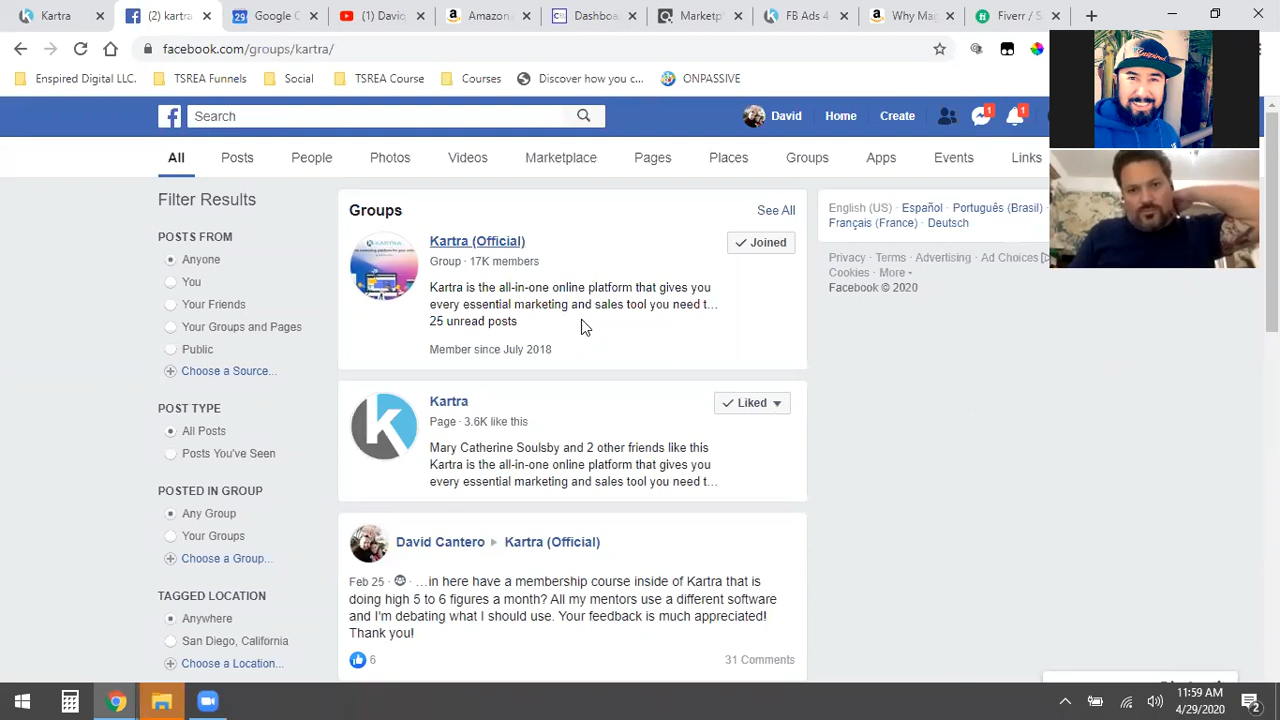 Kartra
(2) kartra
Google C
(1) Davi
Amazon
Dashboa
Marketp
FB Ads 4
Why Mag
Fiverr / S
facebook.com/groups/kartra/
Enspired Digital LLC. TSREA Funnels Social TSREA Course Courses Discover how you c... ONPASSIVE
Search
David Home Create 1 1
All Posts People Photos Videos Marketplace Pages Places Groups Apps Events Links
Filter Results
POSTS FROM
Anyone
You
Your Friends
Your Groups and Pages
Public
Choose a Source...
POST TYPE
All Posts
Posts You've Seen
POSTED IN GROUP
Any Group
Your Groups
Choose a Group...
TAGGED LOCATION
Anywhere
San Diego, California
Choose a Location...
Groups See All
Kartra (Official)
Joined
Group · 17K members
Kartra is the all-in-one online platform that gives you
every essential marketing and sales tool you need t...
25 unread posts
Member since July 2018
Kartra
Liked
Page · 3.6K like this
Mary Catherine Soulsby and 2 other friends like this
Kartra is the all-in-one online platform that gives you
every essential marketing and sales tool you need t...
David Cantero Kartra (Official)
Feb 25 · …in here have a membership course inside of Kartra that is
doing high 5 to 6 figures a month? All my mentors use a different software
and I'm debating what I should use. Your feedback is much appreciated!
Thank you!
6 31 Comments
English (US) · Español · Português (Brasil) ·
Français (France) · Deutsch
Privacy · Terms · Advertising · Ad Choices
Cookies · More
Facebook © 2020
11:59 AM
4/29/2020
2